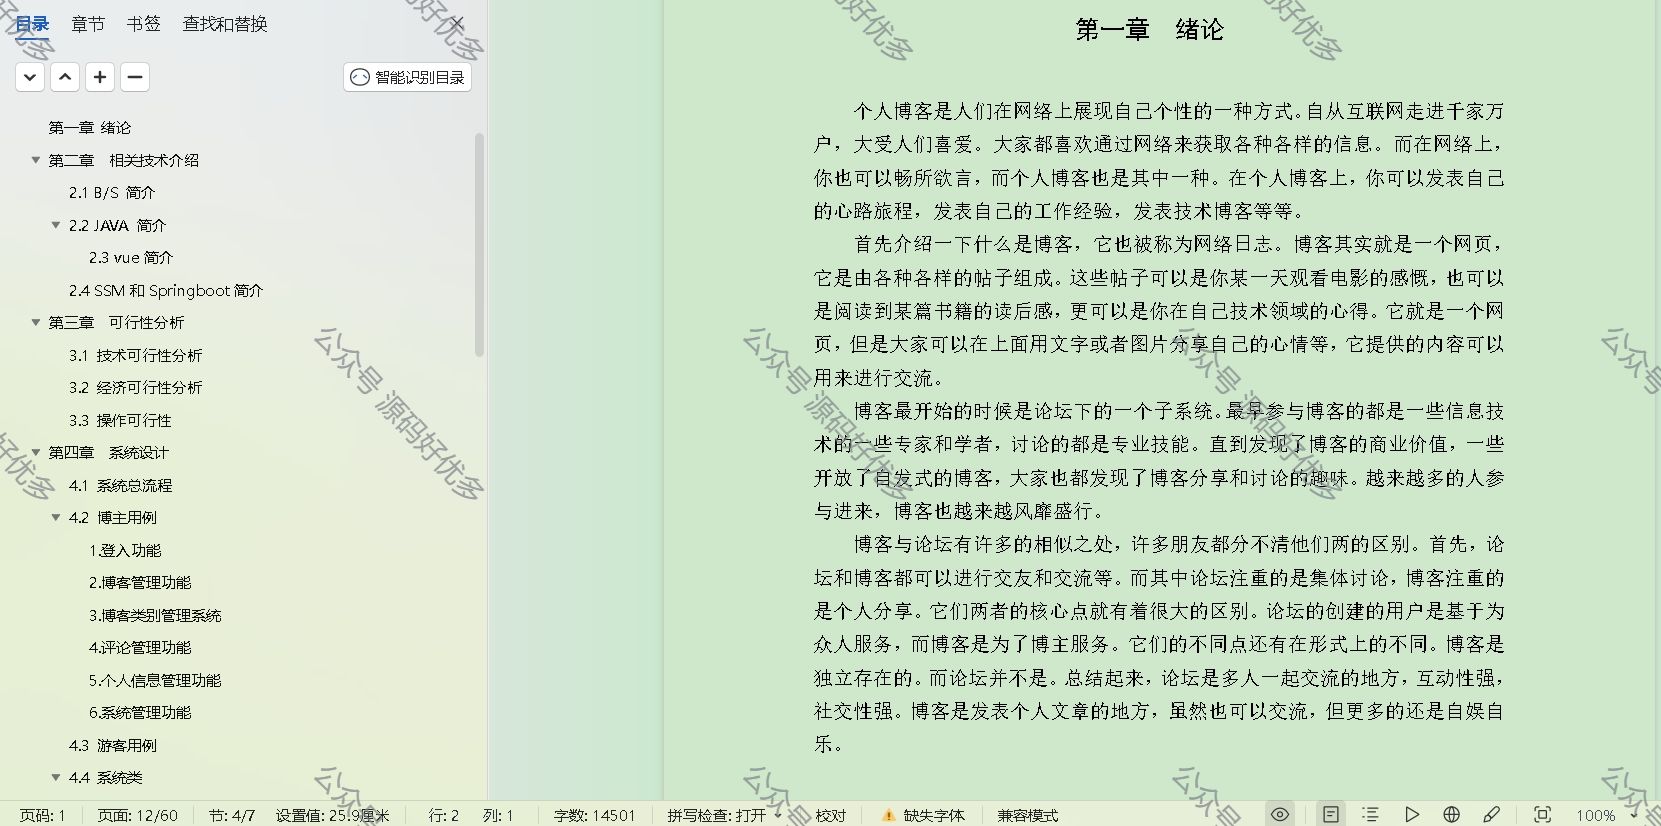 目录 章节 书签 查找和替换
智能识别目录
第一章 绪论
第二章 相关技术介绍
2.1 B/S 简介
2.2 JAVA 简介
2.3 vue 简介
2.4 SSM 和 Springboot 简介
第三章 可行性分析
3.1 技术可行性分析
3.2 经济可行性分析
3.3 操作可行性
第四章 系统设计
4.1 系统总流程
4.2 博主用例
1.登入功能
2.博客管理功能
3.博客类别管理系统
4.评论管理功能
5.个人信息管理功能
6.系统管理功能
4.3 游客用例
4.4 系统类
第一章 绪论
个人博客是人们在网络上展现自己个性的一种方式。自从互联网走进千家万
户，大受人们喜爱。大家都喜欢通过网络来获取各种各样的信息。而在网络上，
你也可以畅所欲言，而个人博客也是其中一种。在个人博客上，你可以发表自己
的心路旅程，发表自己的工作经验，发表技术博客等等。
首先介绍一下什么是博客，它也被称为网络日志。博客其实就是一个网页，
它是由各种各样的帖子组成。这些帖子可以是你某一天观看电影的感慨，也可以
是阅读到某篇书籍的读后感，更可以是你在自己技术领域的心得。它就是一个网
页，但是大家可以在上面用文字或者图片分享自己的心情等，它提供的内容可以
用来进行交流。
博客最开始的时候是论坛下的一个子系统。最早参与博客的都是一些信息技
术的一些专家和学者，讨论的都是专业技能。直到发现了博客的商业价值，一些
开放了自发式的博客，大家也都发现了博客分享和讨论的趣味。越来越多的人参
与进来，博客也越来越风靡盛行。
博客与论坛有许多的相似之处，许多朋友都分不清他们两的区别。首先，论
坛和博客都可以进行交友和交流等。而其中论坛注重的是集体讨论，博客注重的
是个人分享。它们两者的核心点就有着很大的区别。论坛的创建的用户是基于为
众人服务，而博客是为了博主服务。它们的不同点还有在形式上的不同。博客是
独立存在的。而论坛并不是。总结起来，论坛是多人一起交流的地方，互动性强，
社交性强。博客是发表个人文章的地方，虽然也可以交流，但更多的还是自娱自
乐。
公众号 源码好优多
公众号 源码好优多
公众号 源码好优多
页码: 1 页面: 12/60 节: 4/7 设置值: 25.9厘米 行: 2 列: 1 字数: 14501 拼写检查: 打开 校对 缺失字体 兼容模式 100%